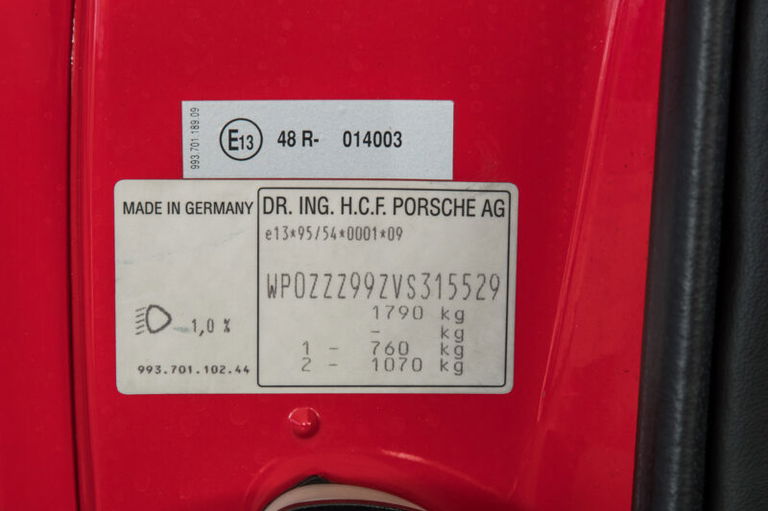 993.701.189.09
E13 48 R- 014003
MADE IN GERMANY
DR. ING. H.C.F. PORSCHE AG
e13*95/54*0001*09
WP0ZZZ99ZVS315529
1790 kg
- kg
1 - 760 kg
2 - 1070 kg
1,0 %
993.701.102.44